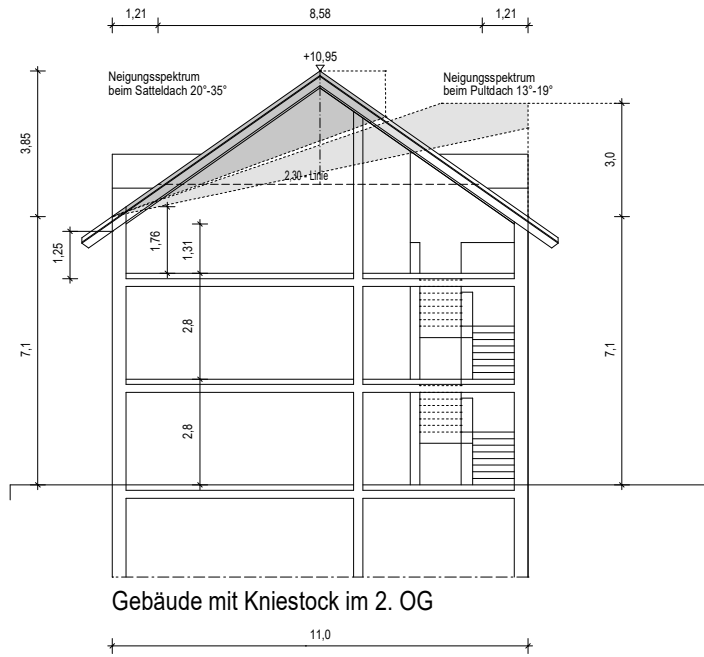 1,21
8,58
1,21
+10,95
Neigungsspektrum
beim Satteldach 20°-35°
Neigungsspektrum
beim Pultdach 13°-19°
3,85
3,0
2,30 - Linie
1,25
1,76
1,31
7,1
2,8
7,1
2,8
Gebäude mit Kniestock im 2. OG
11,0